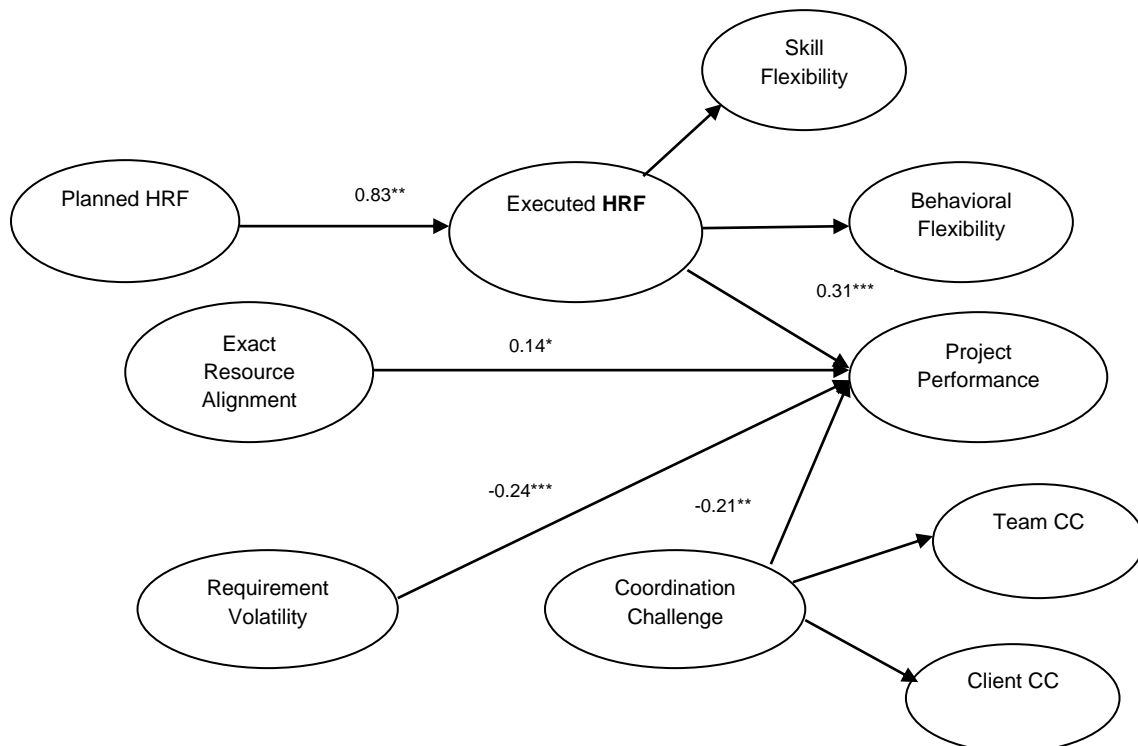 Skill
Flexibility
Planned HRF
0.83**
Executed HRF
Behavioral
Flexibility
0.31***
Exact
Resource
Alignment
0.14*
Project
Performance
-0.24***
-0.21**
Team CC
Requirement
Volatility
Coordination
Challenge
Client CC